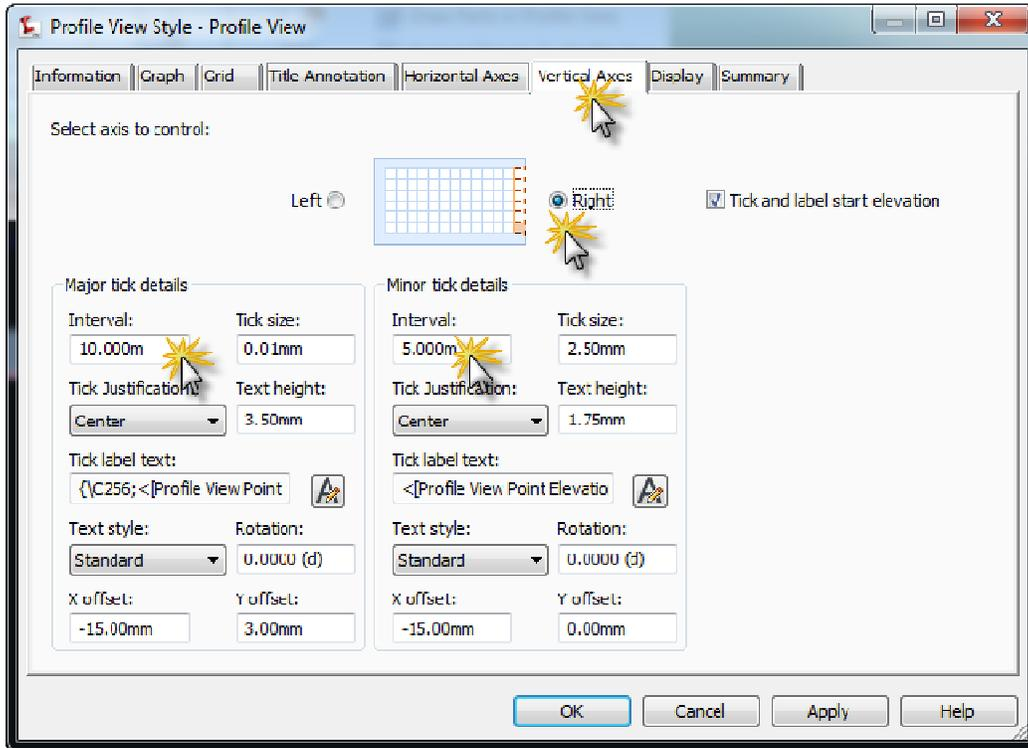 Profile View Style - Profile View
Information Graph Grid Title Annotation Horizontal Axes Vertical Axes Display Summary
Select axis to control:
Left Right Tick and label start elevation
Major tick details Minor tick details
Interval: Tick size: Interval: Tick size:
10.000m 0.01mm 5.000m 2.50mm
Tick Justification: Text height: Tick Justification: Text height:
Center 3.50mm Center 1.75mm
Tick label text: Tick label text:
{\C256;<[Profile View Point <[Profile View Point Elevatio
Text style: Rotation: Text style: Rotation:
Standard 0.0000 (d) Standard 0.0000 (d)
X offset: Y offset: X offset: Y offset:
-15.00mm 3.00mm -15.00mm 0.00mm
OK Cancel Apply Help